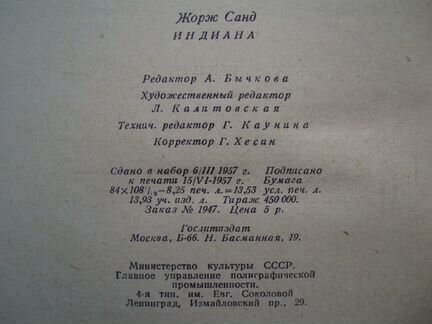 Жорж Санд
ИНДИАНА
Редактор А. Бычкова
Художественный редактор
Л. Калитовская
Технич. редактор Г. Каунина
Корректор Г. Хесин
Сдано в набор 6/III 1957 г. Подписано
к печати 15/VI-1957 г. Бумага
84×108 1/32—8,25 печ. л.=13,53 усл. печ. л.
13,93 уч. изд. л. Тираж 450 000.
Заказ № 1947. Цена 5 р.
Гослитиздат
Москва, Б-66. Н. Басманная, 19.
Министерство культуры СССР.
Главное управление полиграфической
промышленности.
4-я тип. им. Евг. Соколовой
Ленинград, Измайловский пр., 29.